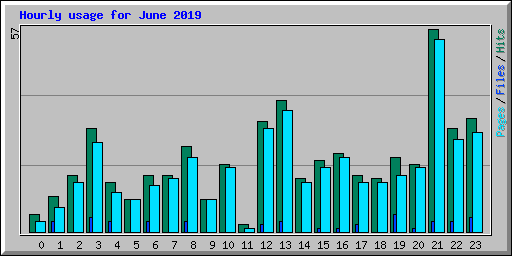 Hourly usage for June 2019
57
Pages/Files/Hits
0 1 2 3 4 5 6 7 8 9 10 11 12 13 14 15 16 17 18 19 20 21 22 23